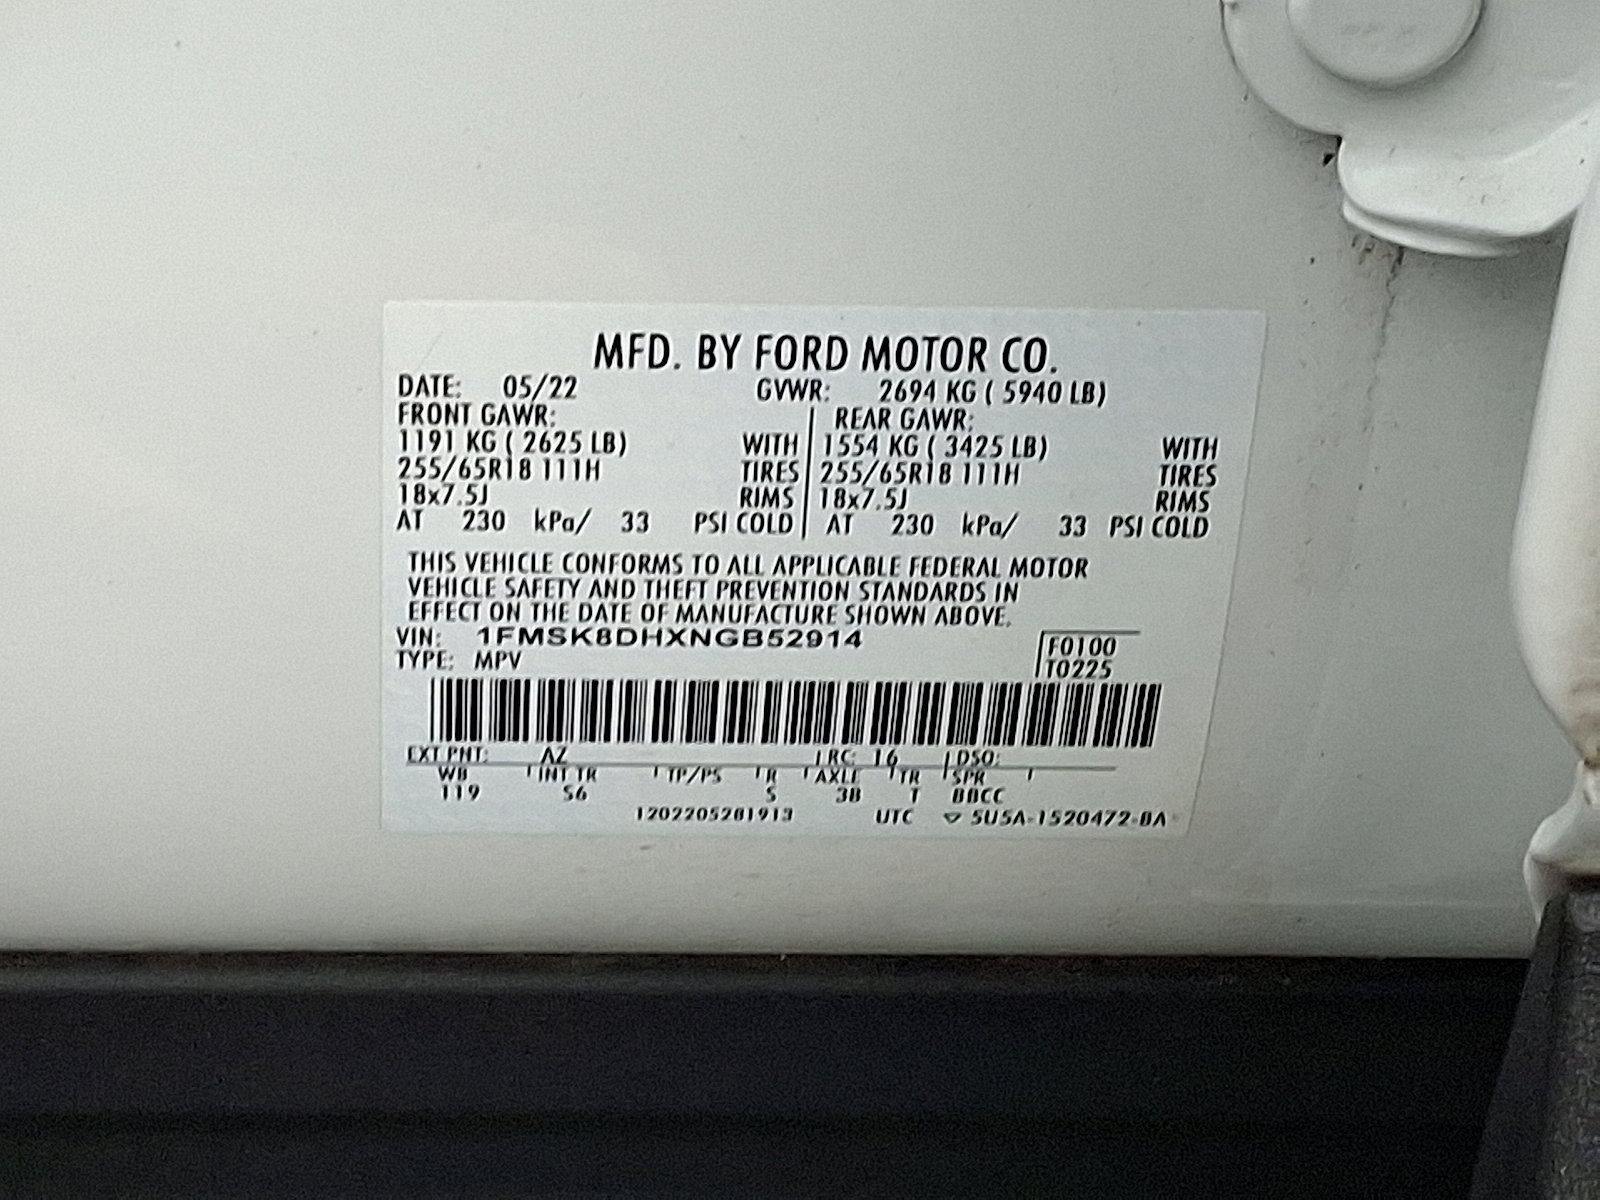 MFD. BY FORD MOTOR CO.
DATE: 05/22 GVWR: 2694 KG ( 5940 LB)
FRONT GAWR: REAR GAWR:
1191 KG ( 2625 LB) WITH 1554 KG ( 3425 LB) WITH
255/65R18 111H TIRES 255/65R18 111H TIRES
18x7.5J RIMS 18x7.5J RIMS
AT 230 kPa/ 33 PSI COLD AT 230 kPa/ 33 PSI COLD
THIS VEHICLE CONFORMS TO ALL APPLICABLE FEDERAL MOTOR
VEHICLE SAFETY AND THEFT PREVENTION STANDARDS IN
EFFECT ON THE DATE OF MANUFACTURE SHOWN ABOVE.
VIN: 1FMSK8DHXNGB52914 F0100
TYPE: MPV T0225
EXT PNT: AZ RC: 16 DSO:
WB INT TR TP/PS R AXLE TR SPR
119 S6 S 38 T BBCC
1202205281913 UTC ▽ 5U5A-1520472-BA